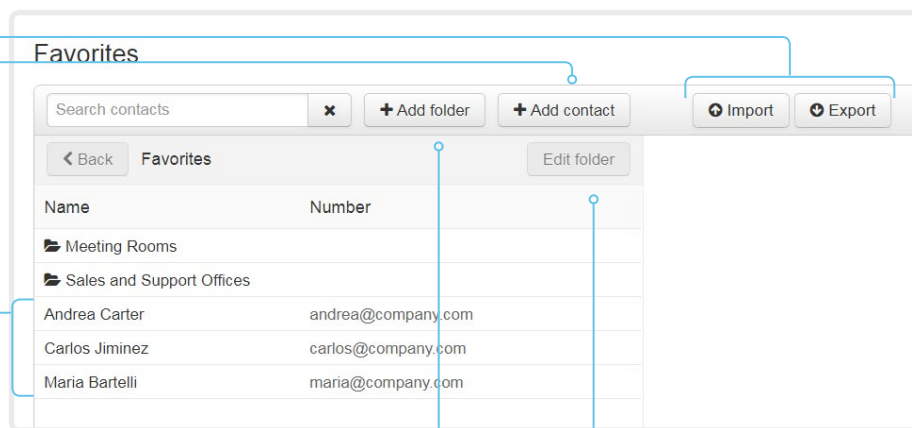 Favorites
Search contacts Add folder Add contact Import Export
Back Favorites Edit folder
Name Number
Meeting Rooms
Sales and Support Offices
Andrea Carter andrea@company.com
Carlos Jiminez carlos@company.com
Maria Bartelli maria@company.com